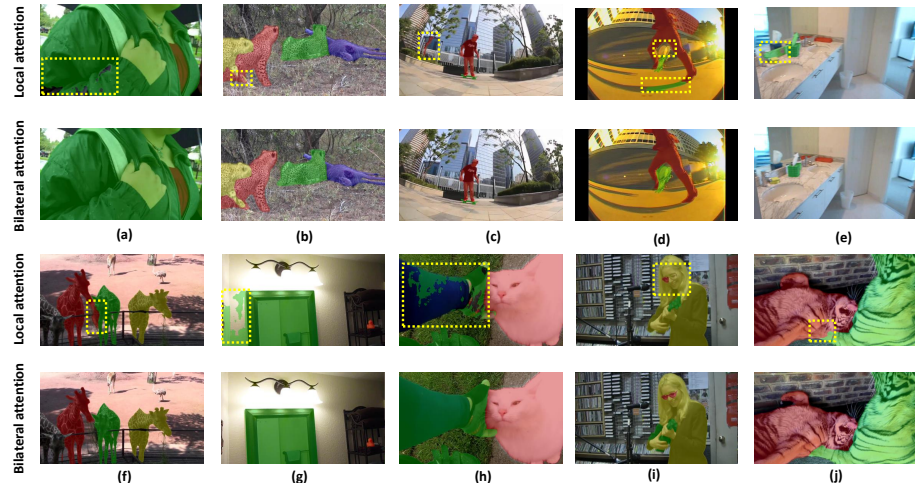 Local attention
Bilateral attention
(a)
(b)
(c)
(d)
(e)
Local attention
Bilateral attention
(f)
(g)
(h)
(i)
(j)